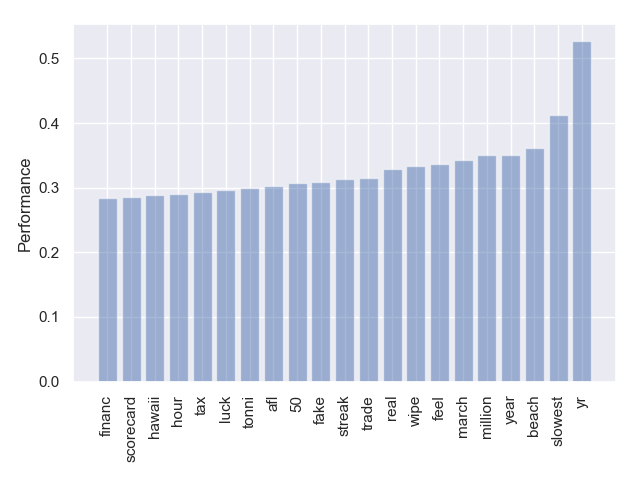 0.5
0.4
0.3
0.2
0.1
0.0
Performance
financ
scorecard
hawaii
hour
tax
luck
tonni
afl
50
fake
streak
trade
real
wipe
feel
march
million
year
beach
slowest
yr